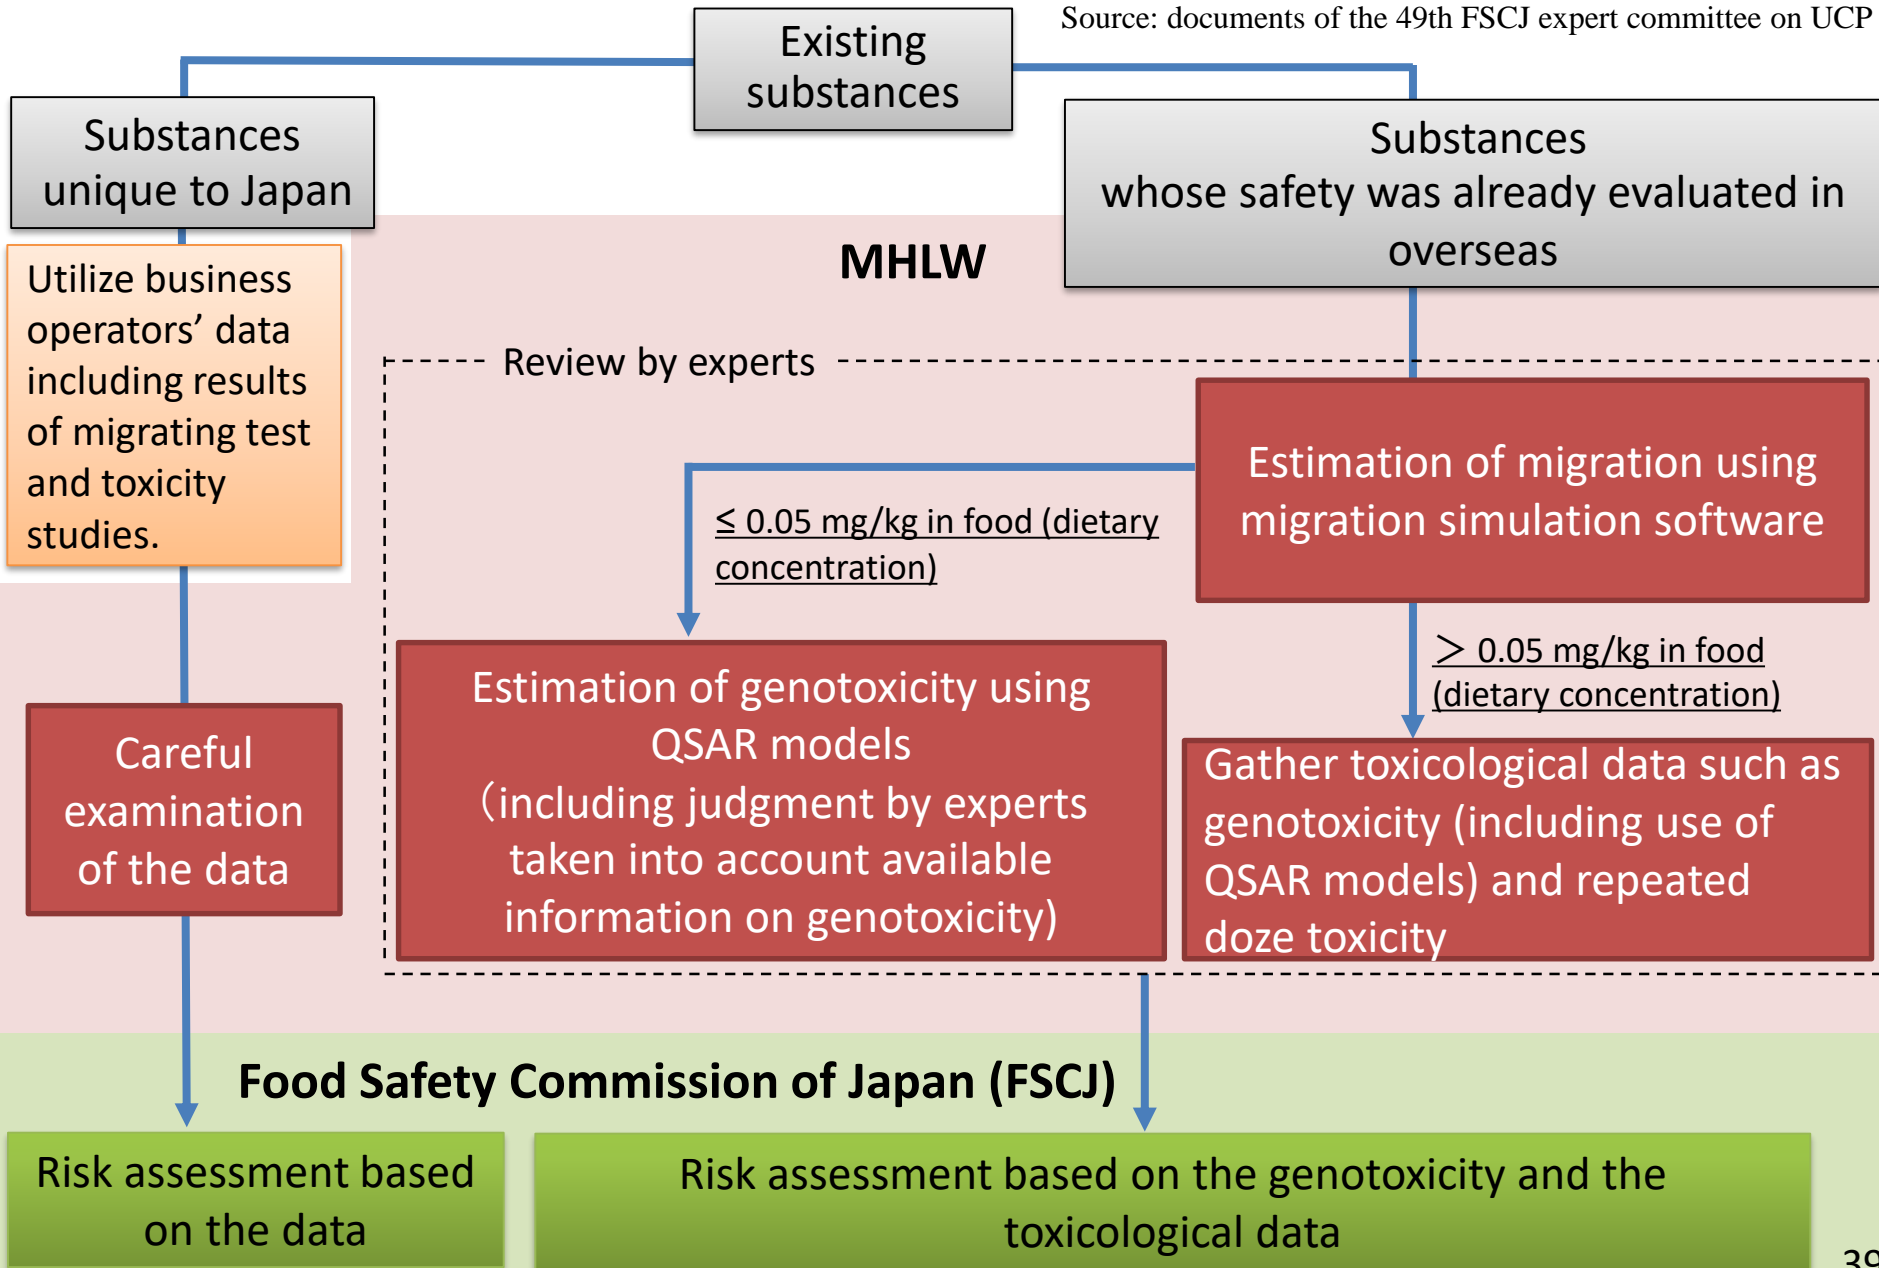 Source: documents of the 49th FSCJ expert committee on UCP
Existing
substances
Substances
unique to Japan
Substances
whose safety was already evaluated in
overseas
MHLW
Utilize business
operators’ data
including results
of migrating test
and toxicity
studies.
Review by experts
Estimation of migration using
migration simulation software
≤ 0.05 mg/kg in food (dietary
concentration)
＞ 0.05 mg/kg in food
(dietary concentration)
Careful
examination
of the data
Estimation of genotoxicity using
QSAR models
（including judgment by experts
taken into account available
information on genotoxicity)
Gather toxicological data such as
genotoxicity (including use of
QSAR models) and repeated
doze toxicity
Food Safety Commission of Japan (FSCJ)
Risk assessment based
on the data
Risk assessment based on the genotoxicity and the
toxicological data
39